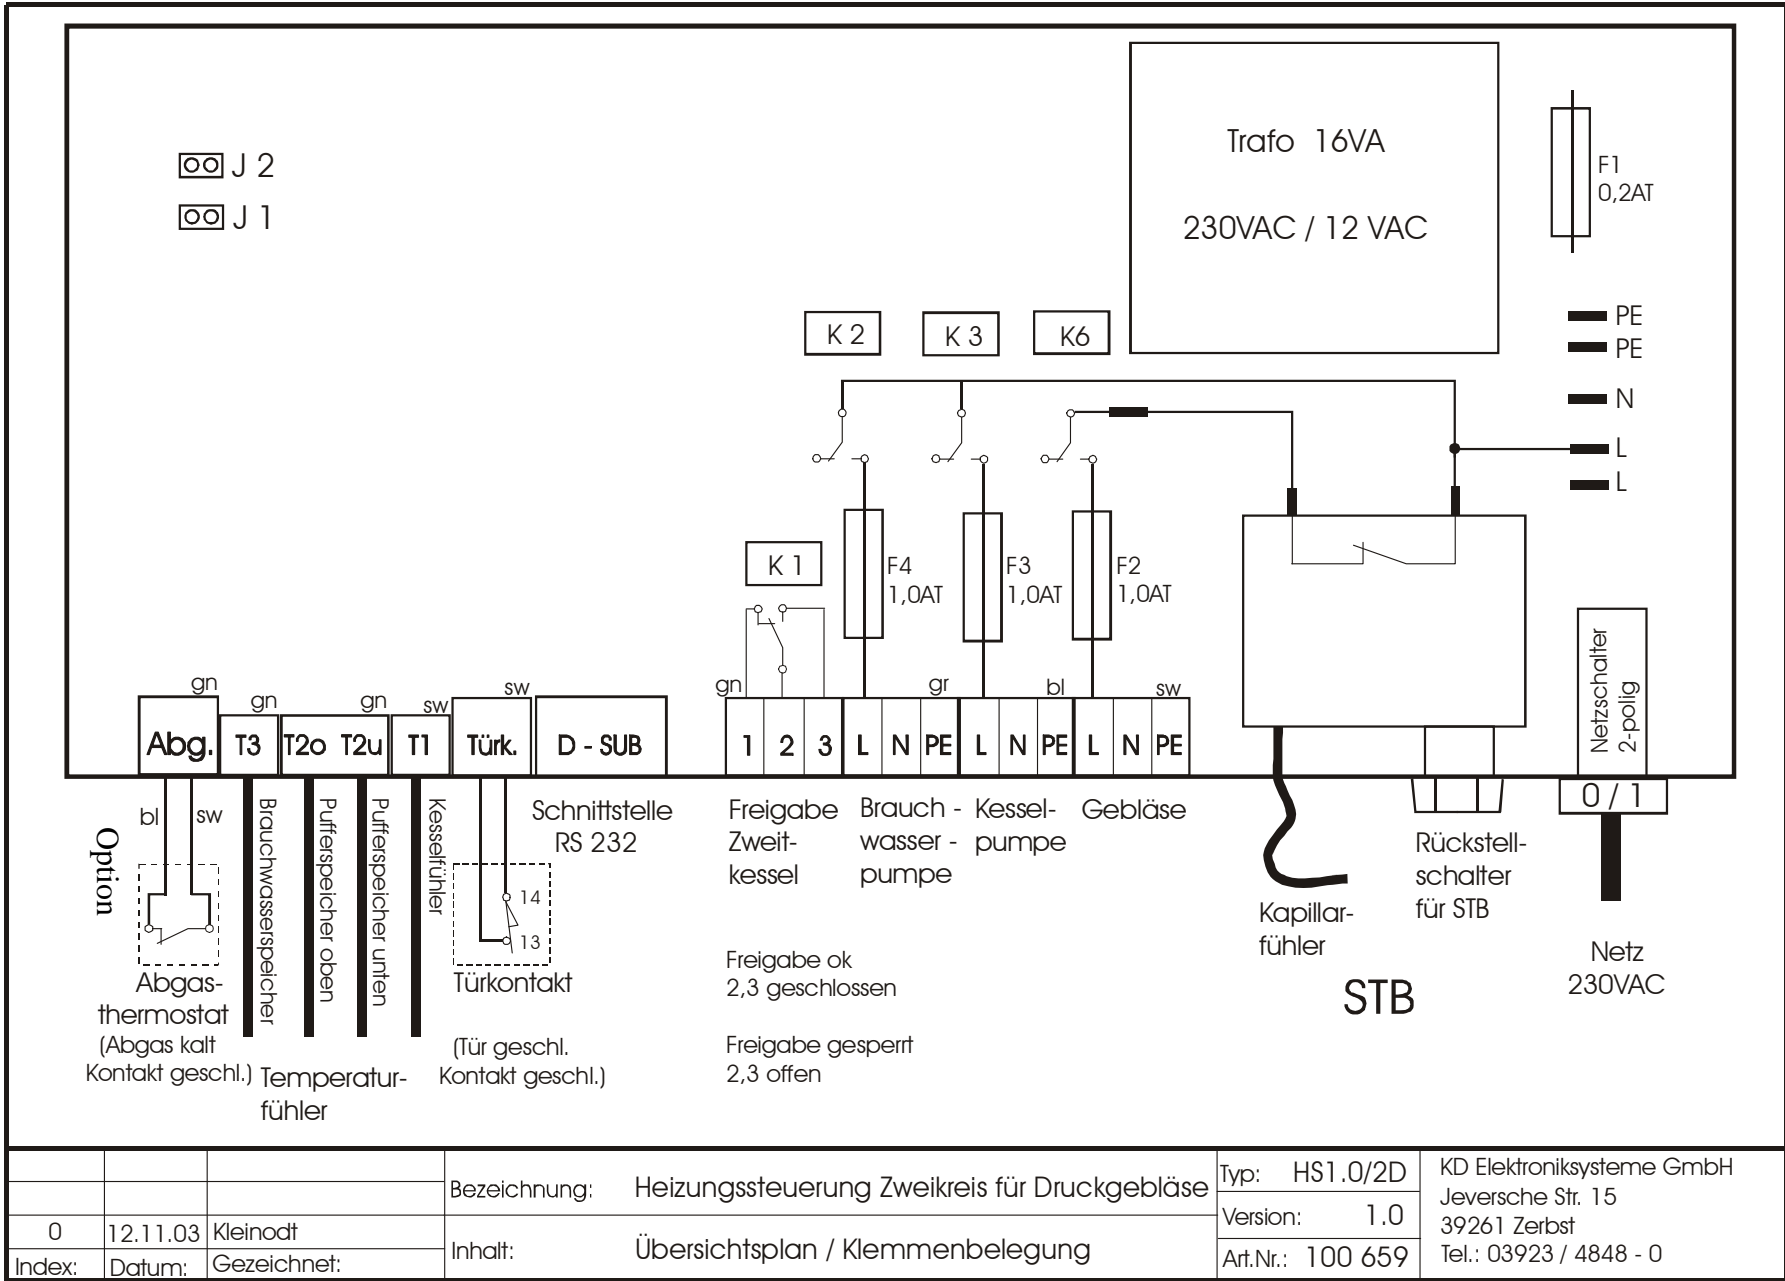 Trafo 16VA
230VAC / 12 VAC
F1
0,2AT
J 2
J 1
PE
PE
N
L
L
K 2
K 3
K6
K 1
F4
1,0AT
F3
1,0AT
F2
1,0AT
Netzschalter
2-polig
gn
gn
gn
sw
sw
gn
gr
bl
sw
Abg.
T3
T2o
T2u
T1
Türk.
D - SUB
1
2
3
L
N
PE
L
N
PE
L
N
PE
0 / 1
bl
sw
Option
Brauchwasserspeicher
Pufferspeicher oben
Pufferspeicher unten
Kesselfühler
Schnittstelle
RS 232
Freigabe
Zweit-
kessel
Brauch -
wasser -
pumpe
Kessel-
pumpe
Gebläse
14
13
Abgas-
thermostat
(Abgas kalt
Kontakt geschl.)
Temperatur-
fühler
Türkontakt
(Tür geschl.
Kontakt geschl.)
Freigabe ok
2,3 geschlossen
Freigabe gesperrt
2,3 offen
Kapillar-
fühler
Rückstell-
schalter
für STB
STB
Netz
230VAC
0
12.11.03
Kleinodt
Index:
Datum:
Gezeichnet:
Bezeichnung:
Heizungssteuerung Zweikreis für Druckgebläse
Inhalt:
Übersichtsplan / Klemmenbelegung
Typ: HS1.0/2D
Version: 1.0
Art.Nr.: 100 659
KD Elektroniksysteme GmbH
Jeversche Str. 15
39261 Zerbst
Tel.: 03923 / 4848 - 0